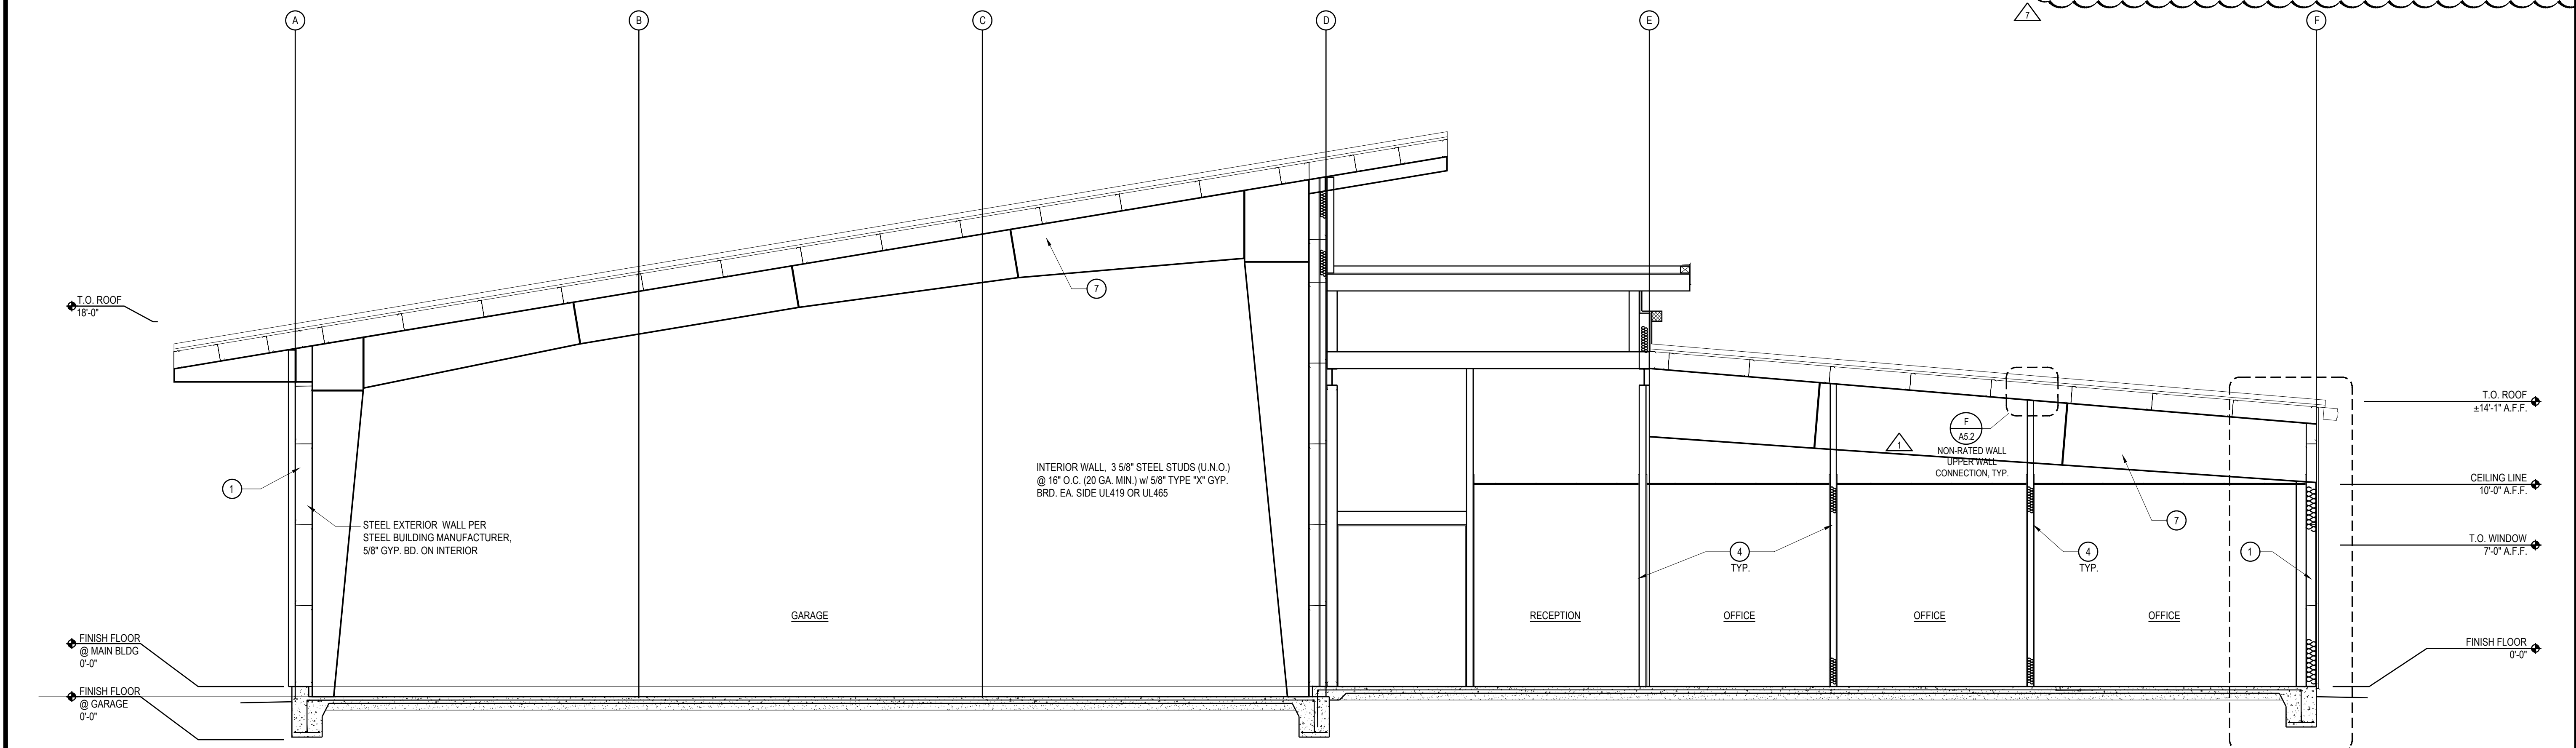 A
B
C
D
E
7
F
T.O. ROOF
18'-0"
7
T.O. ROOF
±14'-1" A.F.F.
F
A5.2
1
NON-RATED WALL
UPPER WALL
CONNECTION, TYP.
INTERIOR WALL, 3 5/8" STEEL STUDS (U.N.O.)
@ 16" O.C. (20 GA. MIN.) w/ 5/8" TYPE "X" GYP.
BRD. EA. SIDE UL419 OR UL465
CEILING LINE
10'-0" A.F.F.
1
7
STEEL EXTERIOR WALL PER
STEEL BUILDING MANUFACTURER,
5/8" GYP. BD. ON INTERIOR
T.O. WINDOW
7'-0" A.F.F.
4
TYP.
4
TYP.
1
GARAGE
RECEPTION
OFFICE
OFFICE
OFFICE
FINISH FLOOR
@ MAIN BLDG
0'-0"
FINISH FLOOR
0'-0"
FINISH FLOOR
@ GARAGE
0'-0"